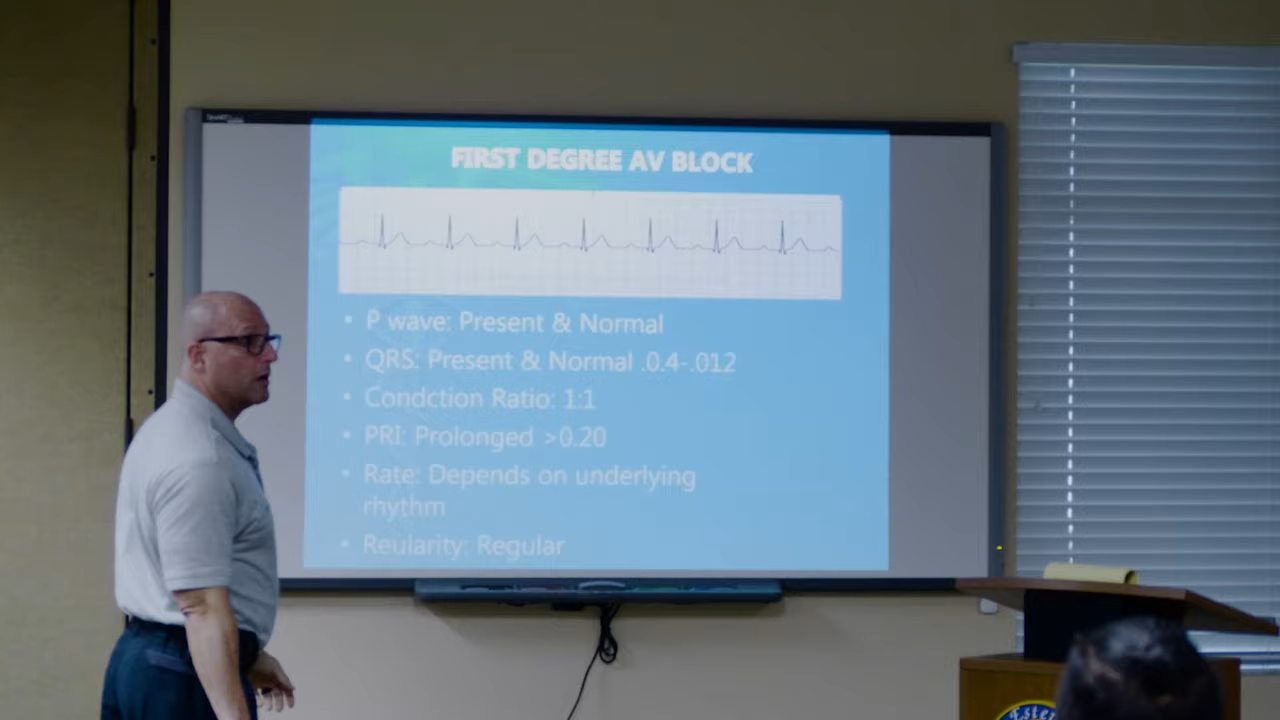 FIRST DEGREE AV BLOCK
• P wave: Present & Normal
• QRS: Present & Normal .0.4-.012
• Condction Ratio: 1:1
• PRI: Prolonged >0.20
• Rate: Depends on underlying
rhythm
• Reularity: Regular